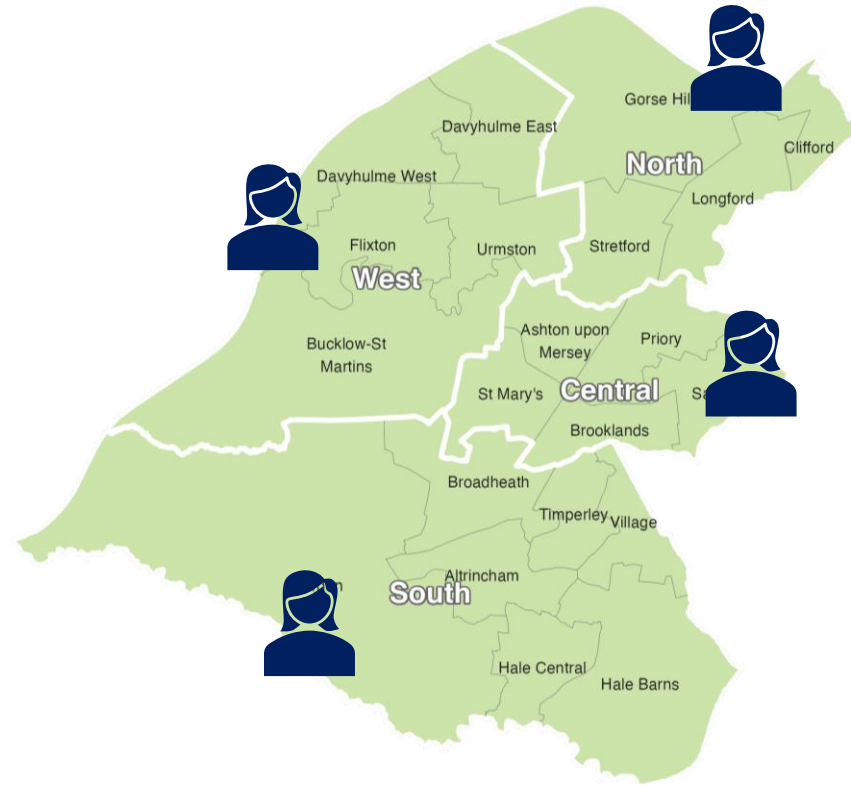 Gorse Hil
Davyhulme East
Clifford
North
Davyhulme West
Longford
Flixton
Urmston
Stretford
West
Ashton upon
Mersey
Priory
Bucklow-St
Martins
St Mary's
Central
Brooklands
Broadheath
Timperley
Village
Altrincham
South
Hale Central
Hale Barns